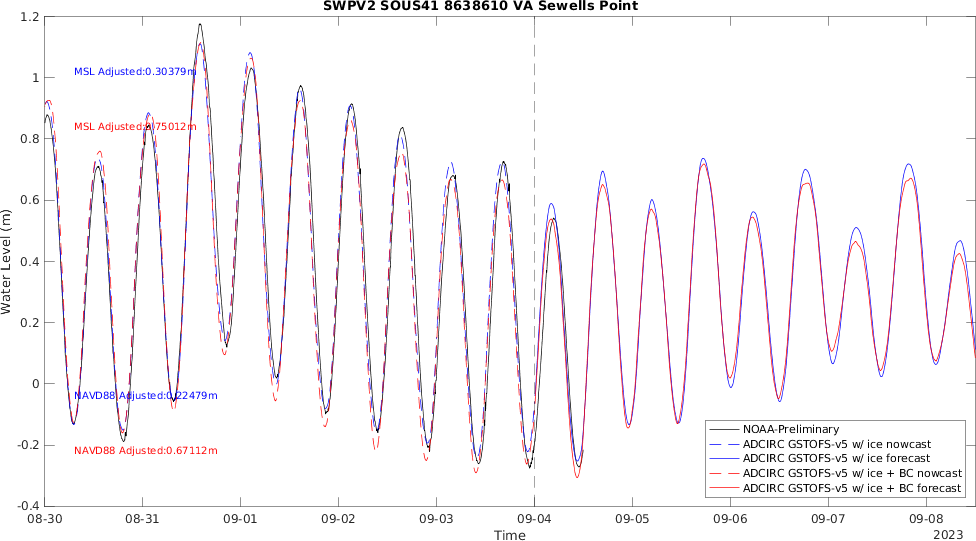 SWPV2 SOUS41 8638610 VA Sewells Point
1.2
1
0.8
0.6
0.4
0.2
0
-0.2
-0.4
Water Level (m)
MSL Adjusted:0.30379m
MSL Adjusted:0.75012m
NAVD88 Adjusted:0.22479m
NAVD88 Adjusted:0.67112m
NOAA-Preliminary
ADCIRC GSTOFS-v5 w/ ice nowcast
ADCIRC GSTOFS-v5 w/ ice forecast
ADCIRC GSTOFS-v5 w/ ice + BC nowcast
ADCIRC GSTOFS-v5 w/ ice + BC forecast
08-30 08-31 09-01 09-02 09-03 09-04 09-05 09-06 09-07 09-08
Time
2023